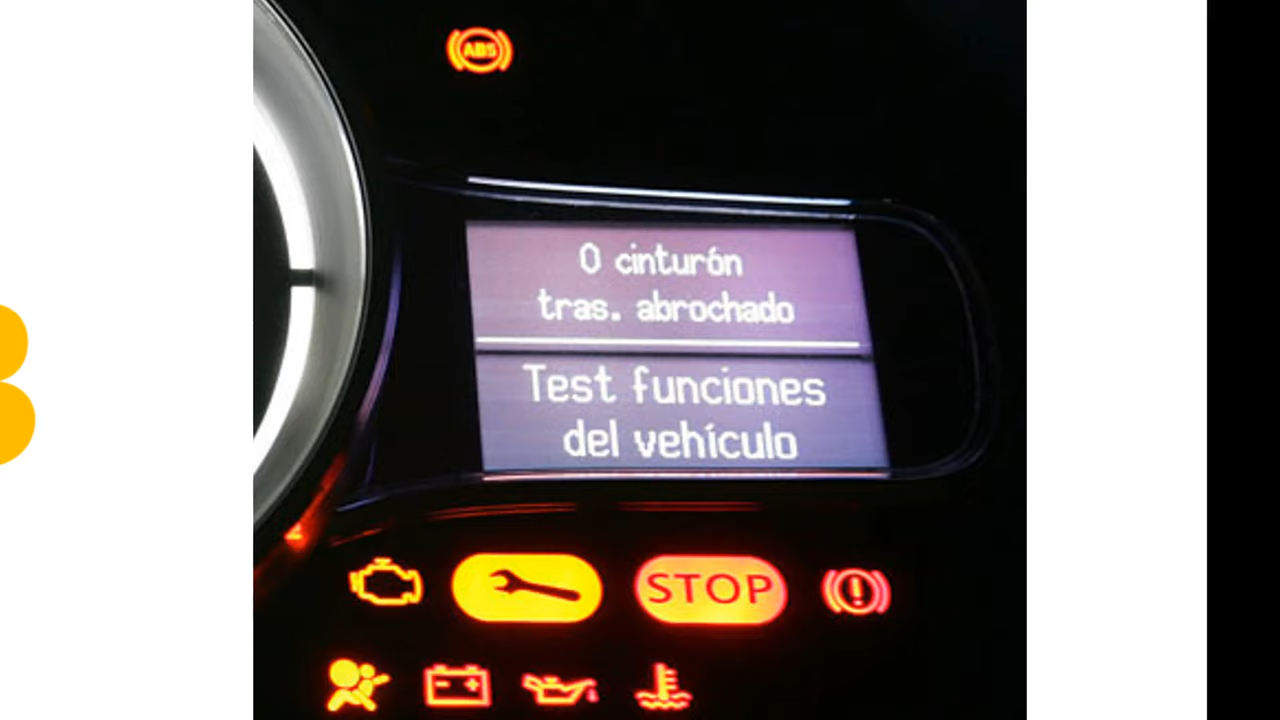 ABS
0 cinturón
tras. abrochado
Test funciones
del vehículo
STOP